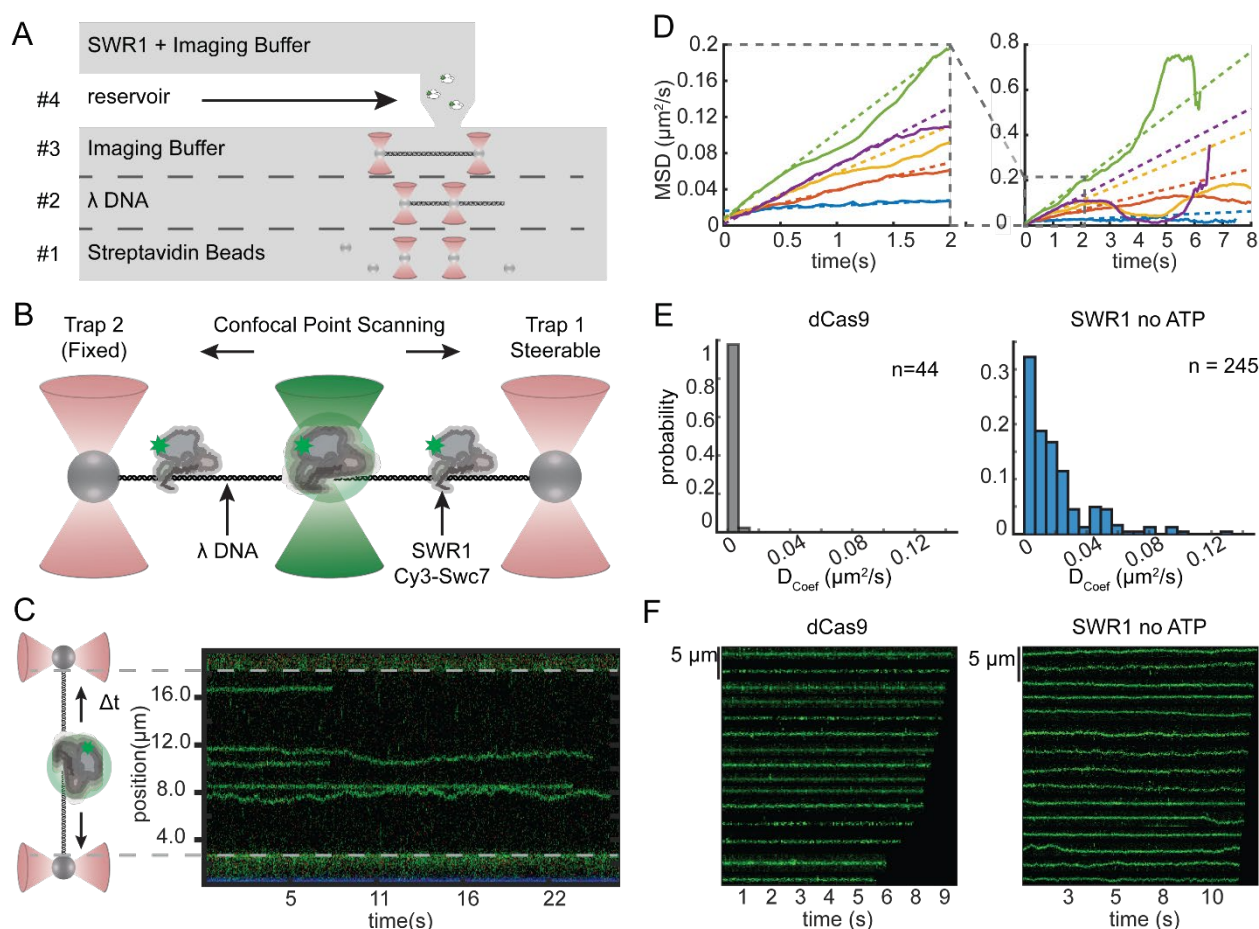 A
SWR1 + Imaging Buffer
#4 reservoir
#3 Imaging Buffer
#2 λ DNA
#1 Streptavidin Beads
B
Trap 2 Confocal Point Scanning Trap 1
(Fixed) Steerable
λ DNA SWR1
Cy3-Swc7
C
Δt
position(μm)
16.0
12.0
8.0
4.0
5 11 16 22
time(s)
D
MSD (μm²/s)
0.2
0.16
0.12
0.08
0.04
0
0 0.5 1 1.5 2
time(s)
0.8
0.6
0.4
0.2
0
0 1 2 3 4 5 6 7 8
time(s)
E
dCas9
n=44
probability
1
0.8
0.6
0.4
0.2
0
0 0.04 0.08 0.12
D_Coef (μm²/s)
SWR1 no ATP
n = 245
0.3
0.2
0.1
0
0 0.04 0.08 0.12
D_Coef (μm²/s)
F
dCas9
5 μm
1 2 3 4 5 6 7 8 9
time (s)
SWR1 no ATP
5 μm
3 5 8 10
time (s)